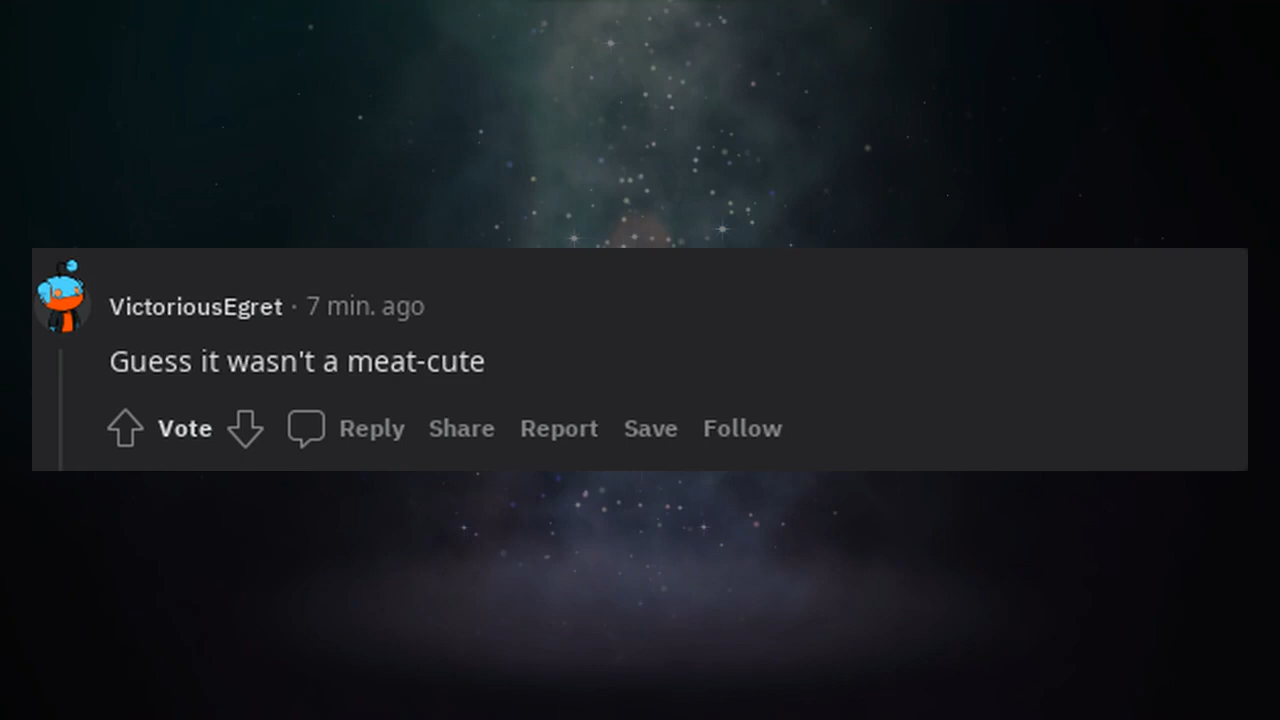 VictoriousEgret · 7 min. ago
Guess it wasn't a meat-cute
Vote Reply Share Report Save Follow